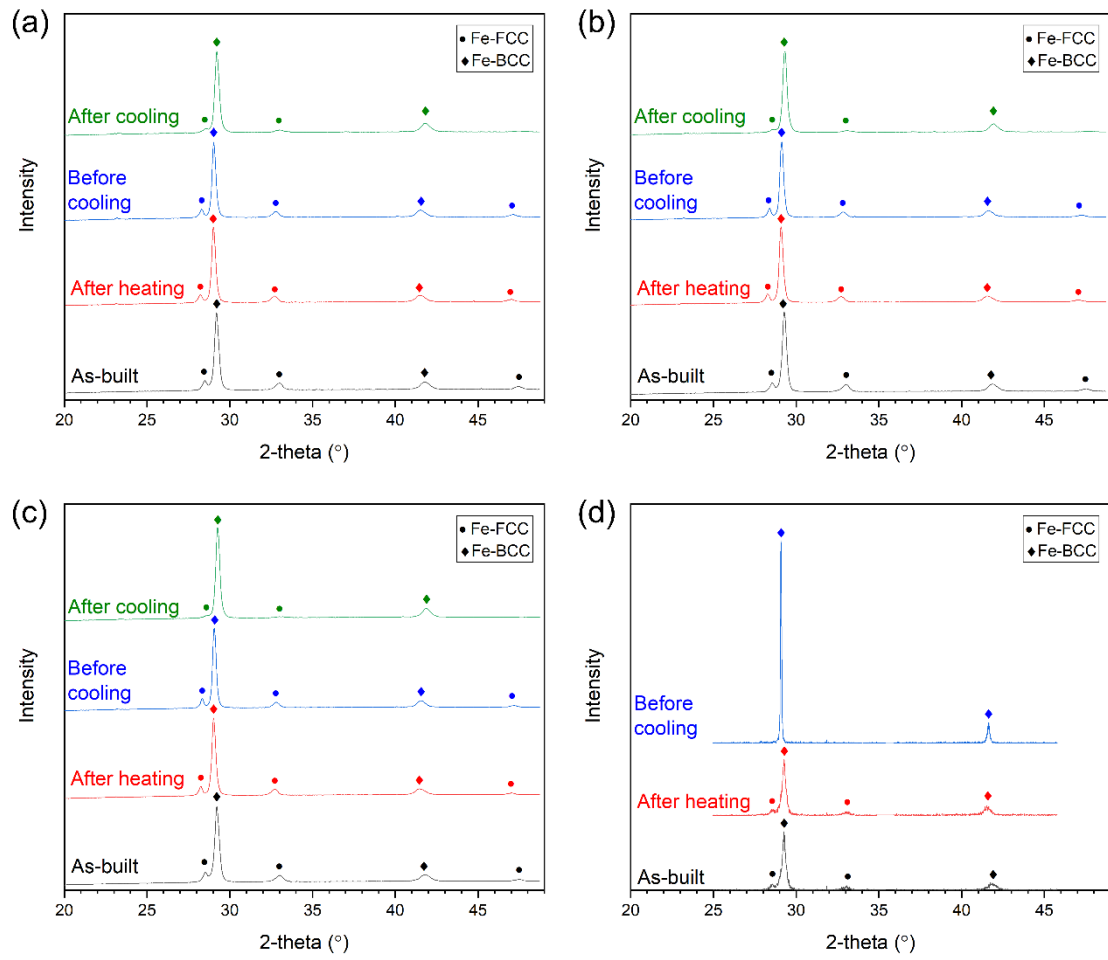 (a)
Fe-FCC
Fe-BCC
After cooling
Before
cooling
After heating
As-built
Intensity
20 25 30 35 40 45
2-theta (°)
(b)
Fe-FCC
Fe-BCC
After cooling
Before
cooling
After heating
As-built
Intensity
20 25 30 35 40 45
2-theta (°)
(c)
Fe-FCC
Fe-BCC
After cooling
Before
cooling
After heating
As-built
Intensity
20 25 30 35 40 45
2-theta (°)
(d)
Fe-FCC
Fe-BCC
Before
cooling
After heating
As-built
Intensity
20 25 30 35 40 45
2-theta (°)